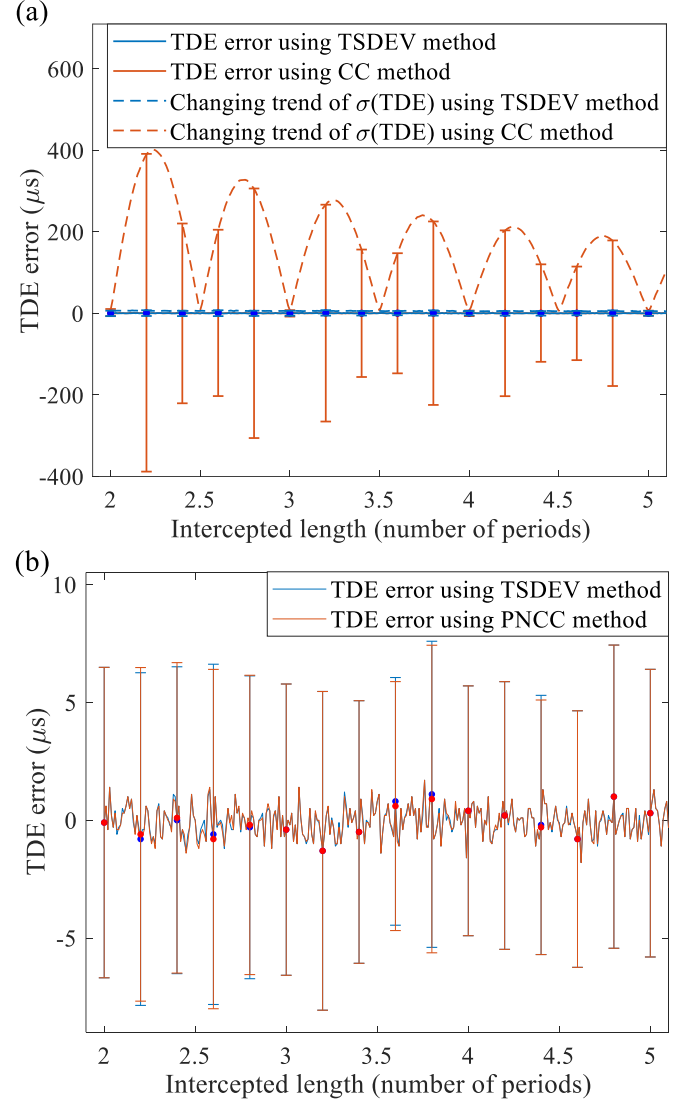 (a)
TDE error using TSDEV method
TDE error using CC method
Changing trend of σ(TDE) using TSDEV method
Changing trend of σ(TDE) using CC method
600
400
200
0
-200
-400
TDE error (μs)
2 2.5 3 3.5 4 4.5 5
Intercepted length (number of periods)
(b)
TDE error using TSDEV method
TDE error using PNCC method
10
5
0
-5
TDE error (μs)
2 2.5 3 3.5 4 4.5 5
Intercepted length (number of periods)